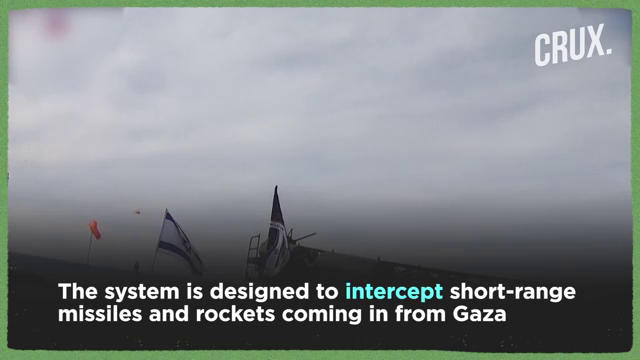 CRUX.
The system is designed to intercept short-range
missiles and rockets coming in from Gaza